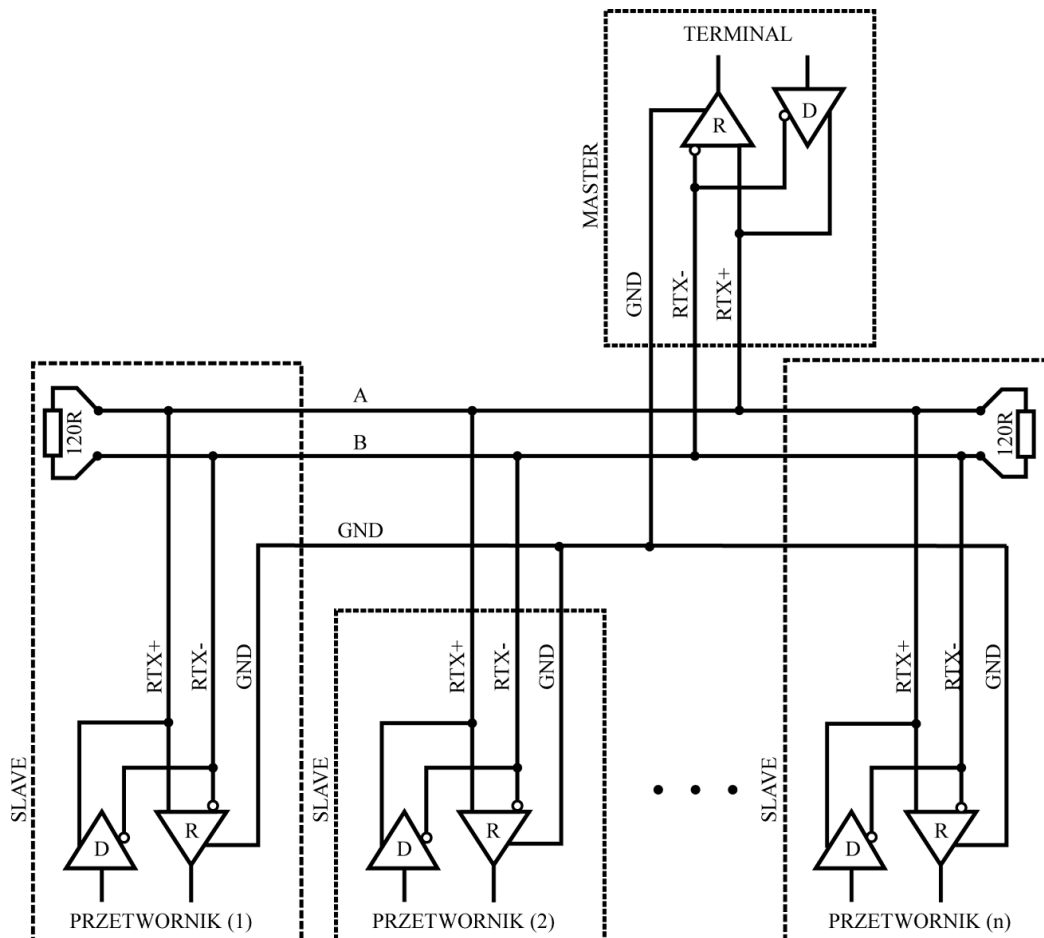 TERMINAL
R
D
MASTER
GND
RTX-
RTX+
120R
A
B
120R
GND
RTX+
RTX-
GND
RTX+
RTX-
GND
RTX+
RTX-
GND
SLAVE
SLAVE
SLAVE
D
R
D
R
D
R
PRZETWORNIK (1)
PRZETWORNIK (2)
PRZETWORNIK (n)